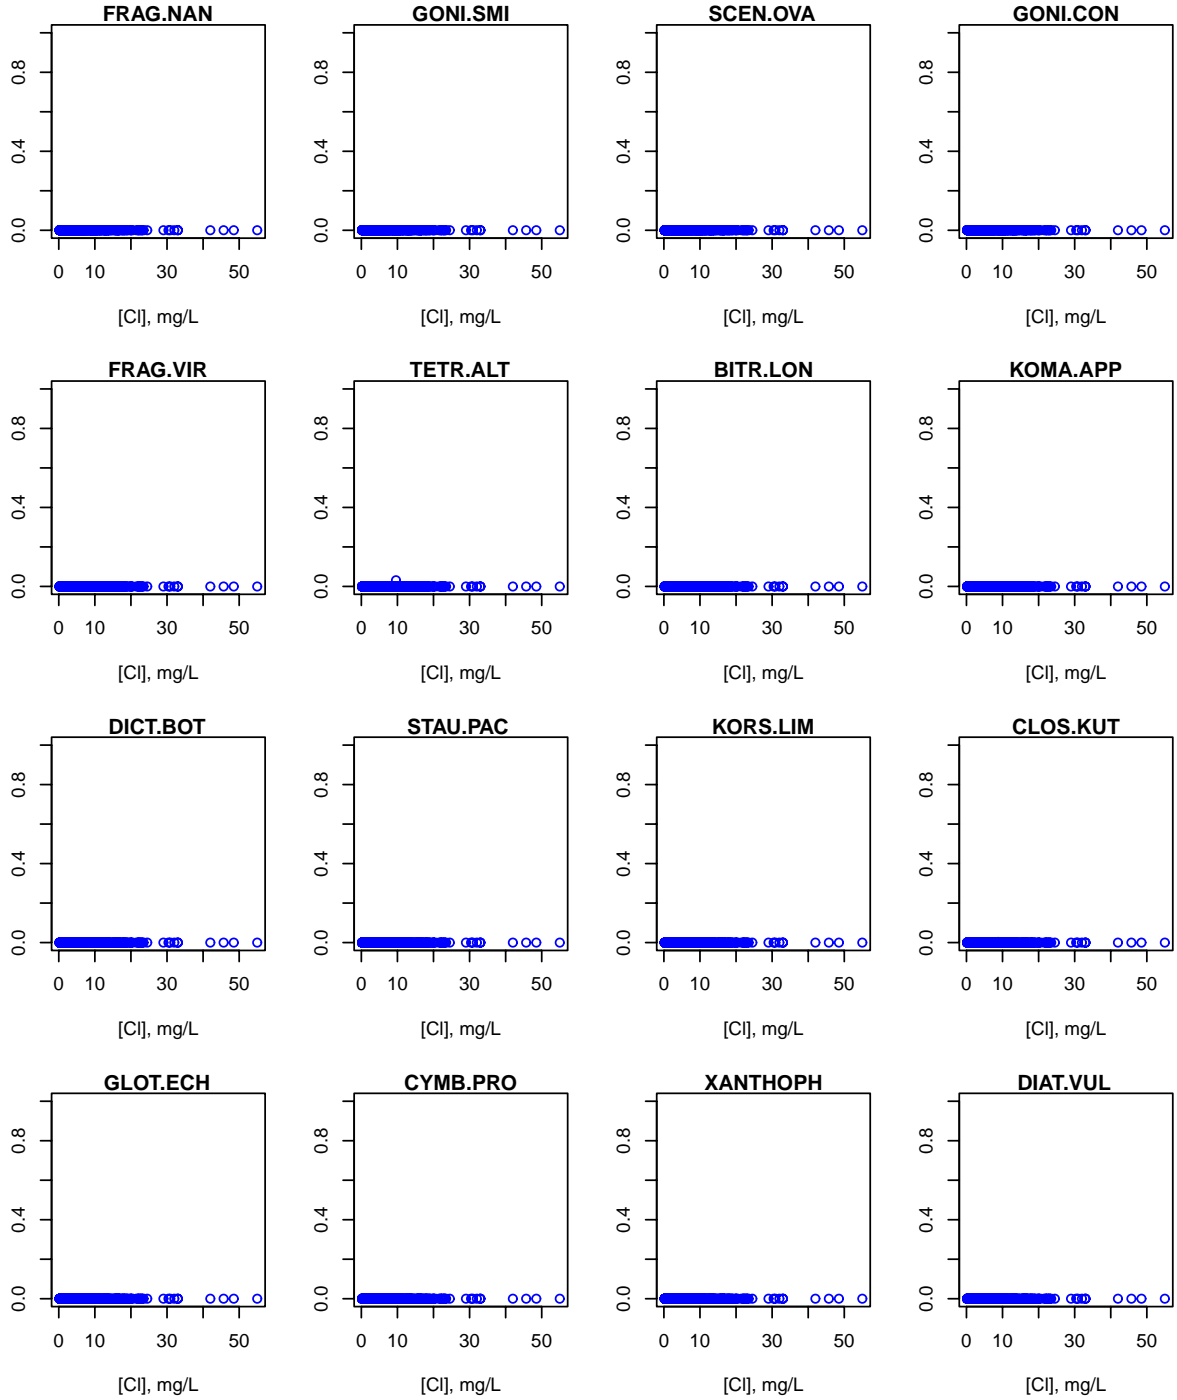 FRAG.NAN GONI.SMI SCEN.OVA GONI.CON
0.8 0.8 0.8 0.8
0.4 0.4 0.4 0.4
0.0 0.0 0.0 0.0
0 10 30 50 0 10 30 50 0 10 30 50 0 10 30 50
[Cl], mg/L [Cl], mg/L [Cl], mg/L [Cl], mg/L
FRAG.VIR TETR.ALT BITR.LON KOMA.APP
0.8 0.8 0.8 0.8
0.4 0.4 0.4 0.4
0.0 0.0 0.0 0.0
0 10 30 50 0 10 30 50 0 10 30 50 0 10 30 50
[Cl], mg/L [Cl], mg/L [Cl], mg/L [Cl], mg/L
DICT.BOT STAU.PAC KORS.LIM CLOS.KUT
0.8 0.8 0.8 0.8
0.4 0.4 0.4 0.4
0.0 0.0 0.0 0.0
0 10 30 50 0 10 30 50 0 10 30 50 0 10 30 50
[Cl], mg/L [Cl], mg/L [Cl], mg/L [Cl], mg/L
GLOT.ECH CYMB.PRO XANTHOPH DIAT.VUL
0.8 0.8 0.8 0.8
0.4 0.4 0.4 0.4
0.0 0.0 0.0 0.0
0 10 30 50 0 10 30 50 0 10 30 50 0 10 30 50
[Cl], mg/L [Cl], mg/L [Cl], mg/L [Cl], mg/L